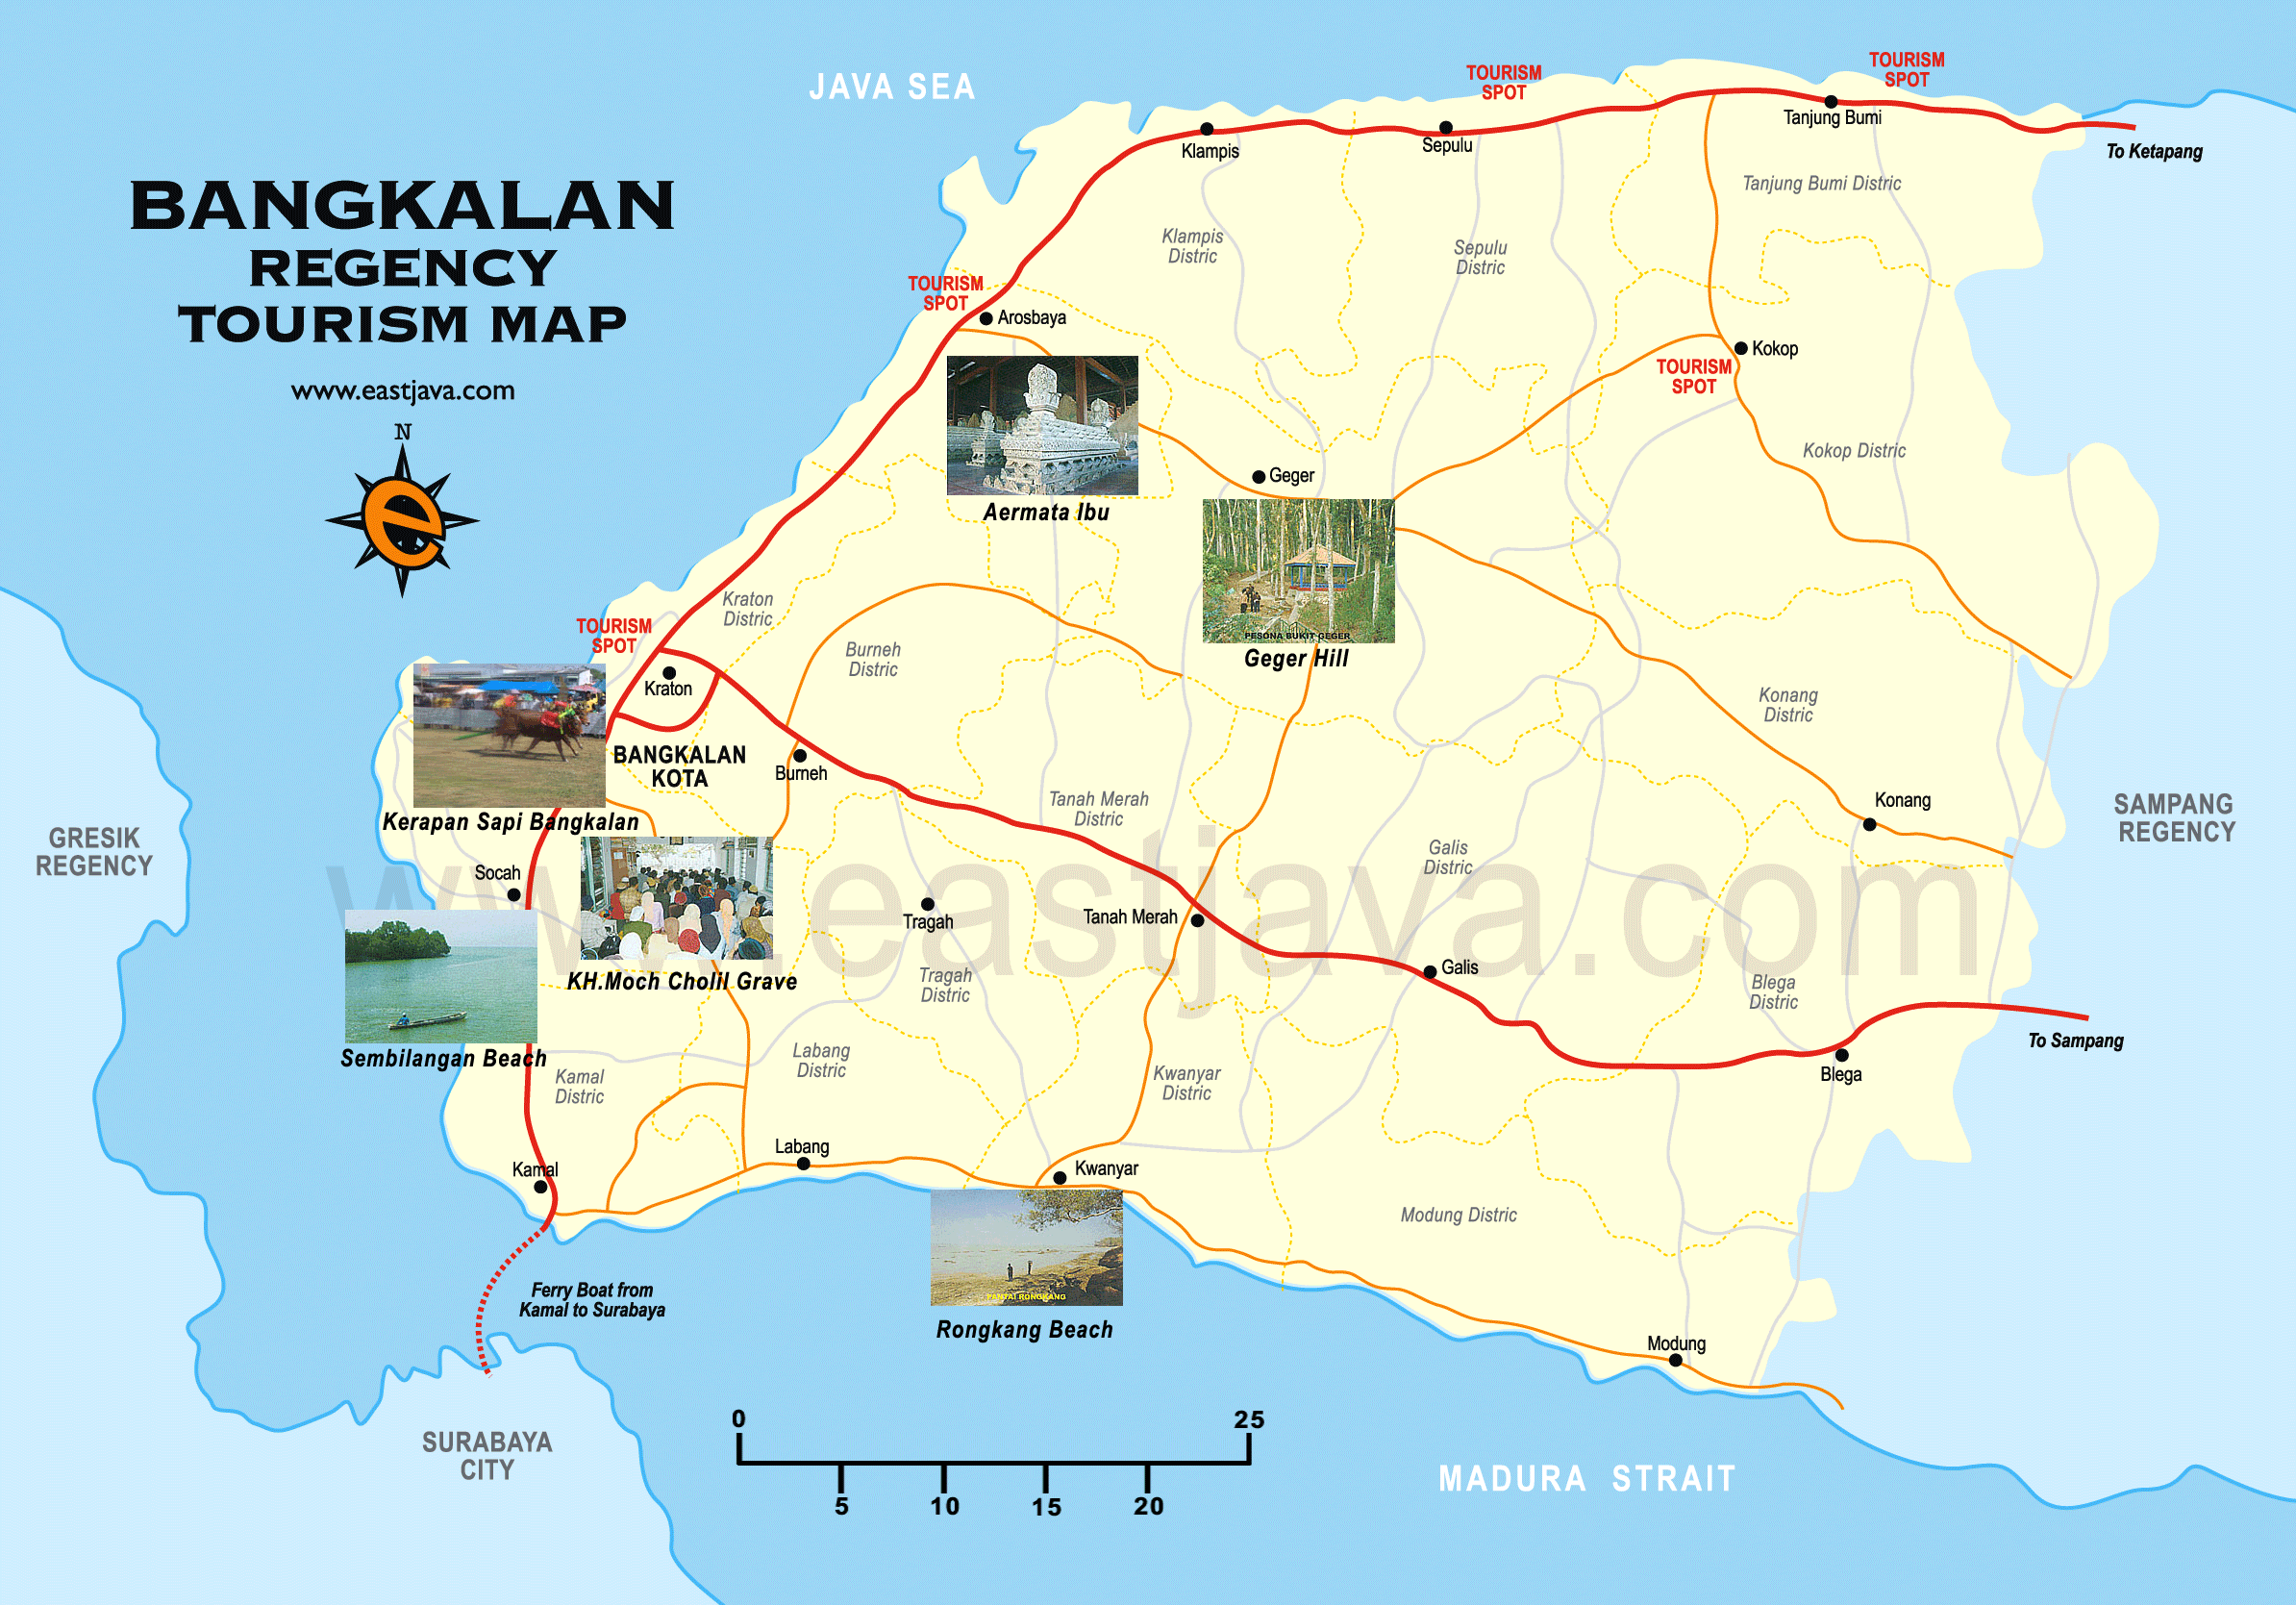 JAVA SEA
TOURISM
SPOT
TOURISM
SPOT
Klampis
Sepulu
Tanjung Bumi
To Ketapang
BANGKALAN
REGENCY
TOURISM MAP
www.eastjava.com
N
Tanjung Bumi Distric
Klampis
Distric
Sepulu
Distric
TOURISM
SPOT
Arosbaya
Kokop
TOURISM
SPOT
Aermata Ibu
Geger
Kokop Distric
PESONA BUKIT GEGER
Geger Hill
Kraton
Distric
TOURISM
SPOT
Burneh
Distric
Kraton
BANGKALAN
KOTA
Burneh
Kerapan Sapi Bangkalan
Konang
Distric
Konang
Tanah Merah
Distric
Galis
Distric
SAMPANG
REGENCY
GRESIK
REGENCY
www.eastjava.com
Socah
Tragah
Tanah Merah
Galis
KH.Moch Cholil Grave
Tragah
Distric
Blega
Distric
Sembilangan Beach
Kamal
Distric
Labang
Distric
Kwanyar
Distric
Blega
To Sampang
Kamal
Labang
Kwanyar
Modung Distric
PANTAI RONGKANG
Rongkang Beach
Ferry Boat from
Kamal to Surabaya
Modung
SURABAYA
CITY
0 25
5 10 15 20
MADURA STRAIT